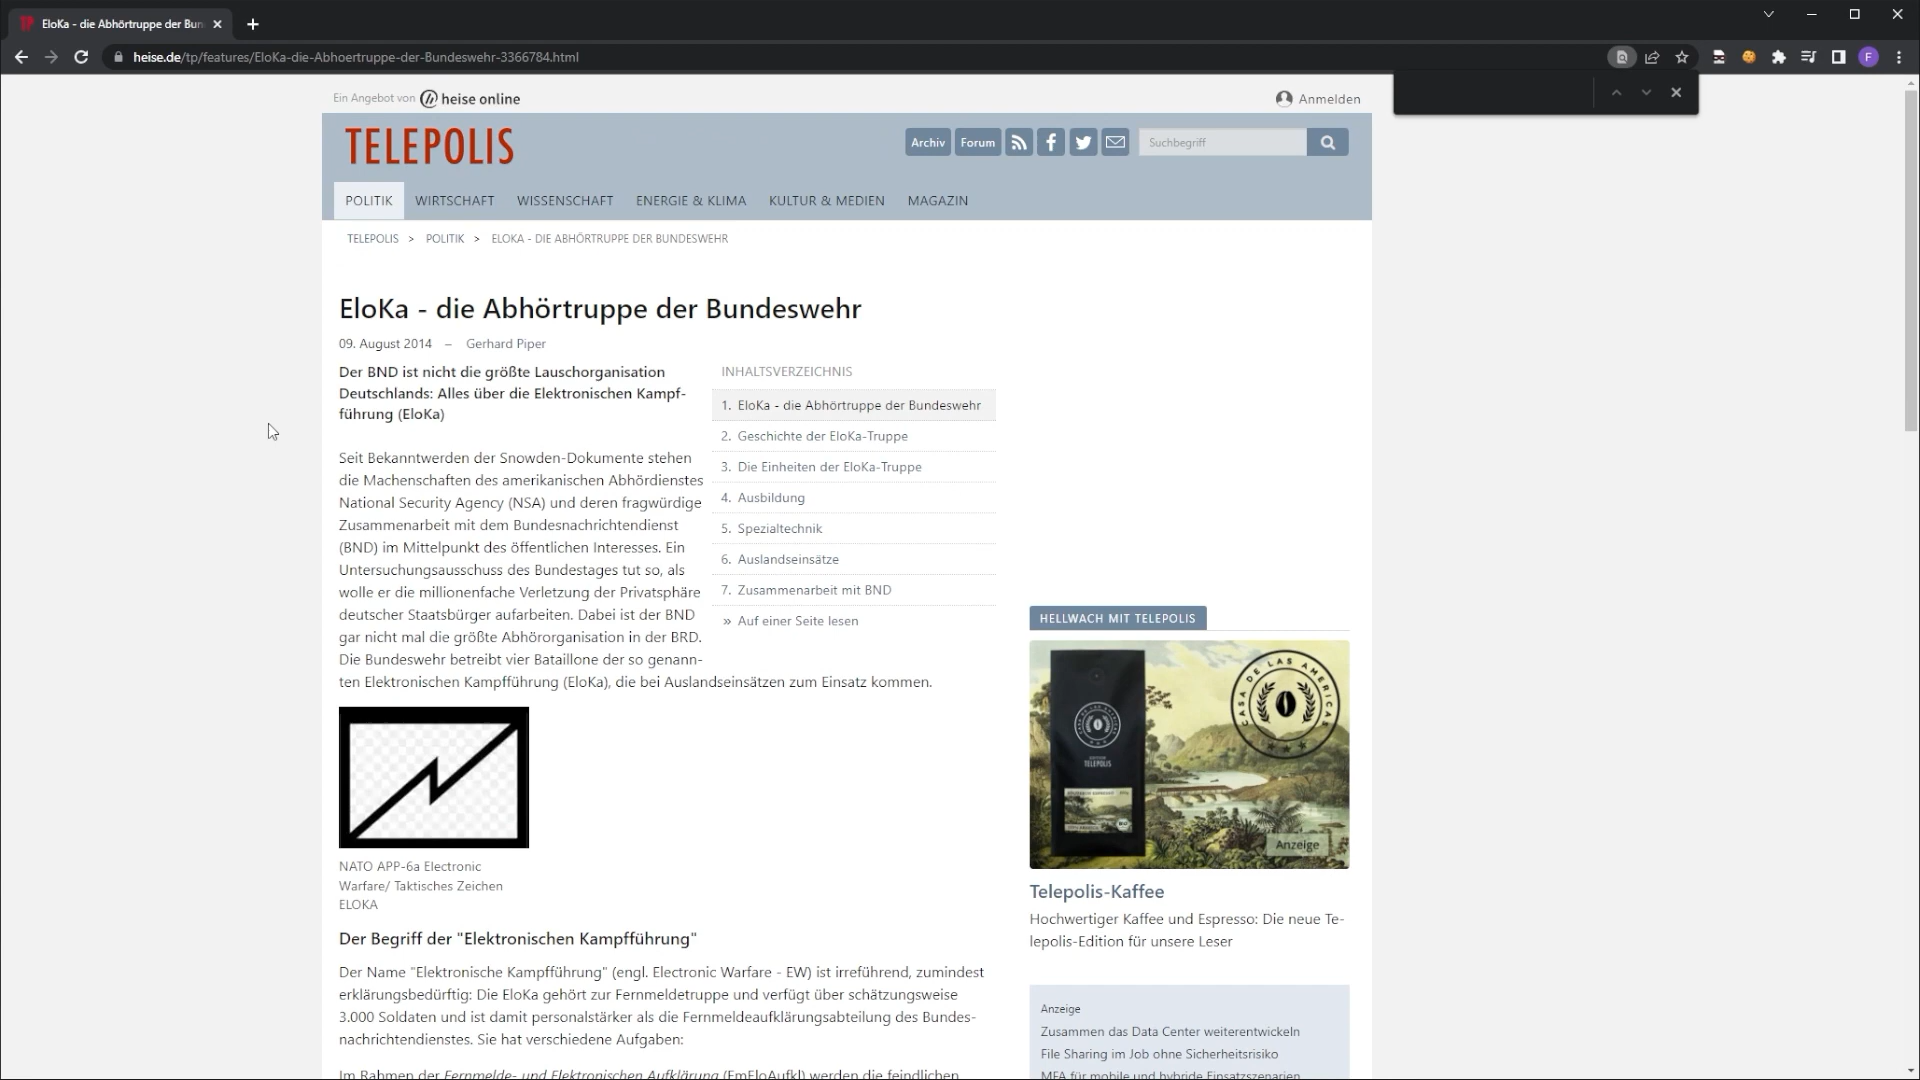 EloKa - die Abhörtruppe der Bun
heise.de/tp/features/EloKa-die-Abhoertruppe-der-Bundeswehr-3366784.html
F
Ein Angebot von heise online
Anmelden
TELEPOLIS
Archiv
Forum
Suchbegriff
POLITIK
WIRTSCHAFT
WISSENSCHAFT
ENERGIE & KLIMA
KULTUR & MEDIEN
MAGAZIN
TELEPOLIS > POLITIK > ELOKA - DIE ABHÖRTRUPPE DER BUNDESWEHR
EloKa - die Abhörtruppe der Bundeswehr
09. August 2014 – Gerhard Piper
Der BND ist nicht die größte Lauschorganisation
Deutschlands: Alles über die Elektronischen Kampf-
führung (EloKa)
INHALTSVERZEICHNIS
1. EloKa - die Abhörtruppe der Bundeswehr
2. Geschichte der EloKa-Truppe
3. Die Einheiten der EloKa-Truppe
4. Ausbildung
5. Spezialtechnik
6. Auslandseinsätze
7. Zusammenarbeit mit BND
» Auf einer Seite lesen
Seit Bekanntwerden der Snowden-Dokumente stehen
die Machenschaften des amerikanischen Abhördienstes
National Security Agency (NSA) und deren fragwürdige
Zusammenarbeit mit dem Bundesnachrichtendienst
(BND) im Mittelpunkt des öffentlichen Interesses. Ein
Untersuchungsausschuss des Bundestages tut so, als
wolle er die millionenfache Verletzung der Privatsphäre
deutscher Staatsbürger aufarbeiten. Dabei ist der BND
gar nicht mal die größte Abhörorganisation in der BRD.
Die Bundeswehr betreibt vier Bataillone der so genann-
ten Elektronischen Kampfführung (EloKa), die bei Auslandseinsätzen zum Einsatz kommen.
NATO APP-6a Electronic
Warfare/ Taktisches Zeichen
ELOKA
Der Begriff der "Elektronischen Kampfführung"
Der Name "Elektronische Kampfführung" (engl. Electronic Warfare - EW) ist irreführend, zumindest
erklärungsbedürftig: Die EloKa gehört zur Fernmeldetruppe und verfügt über schätzungsweise
3.000 Soldaten und ist damit personalstärker als die Fernmeldeaufklärungsabteilung des Bundes-
nachrichtendienstes. Sie hat verschiedene Aufgaben:
Im Rahmen der Fernmelde- und Elektronischen Aufklärung (FmEloAufkl) werden die feindlichen
HELLWACH MIT TELEPOLIS
CASA DE LAS AMERICAS
TELEPOLIS
Anzeige
Telepolis-Kaffee
Hochwertiger Kaffee und Espresso: Die neue Te-
lepolis-Edition für unsere Leser
Anzeige
Zusammen das Data Center weiterentwickeln
File Sharing im Job ohne Sicherheitsrisiko
MFA für mobile und hybride Einsatzszenarien